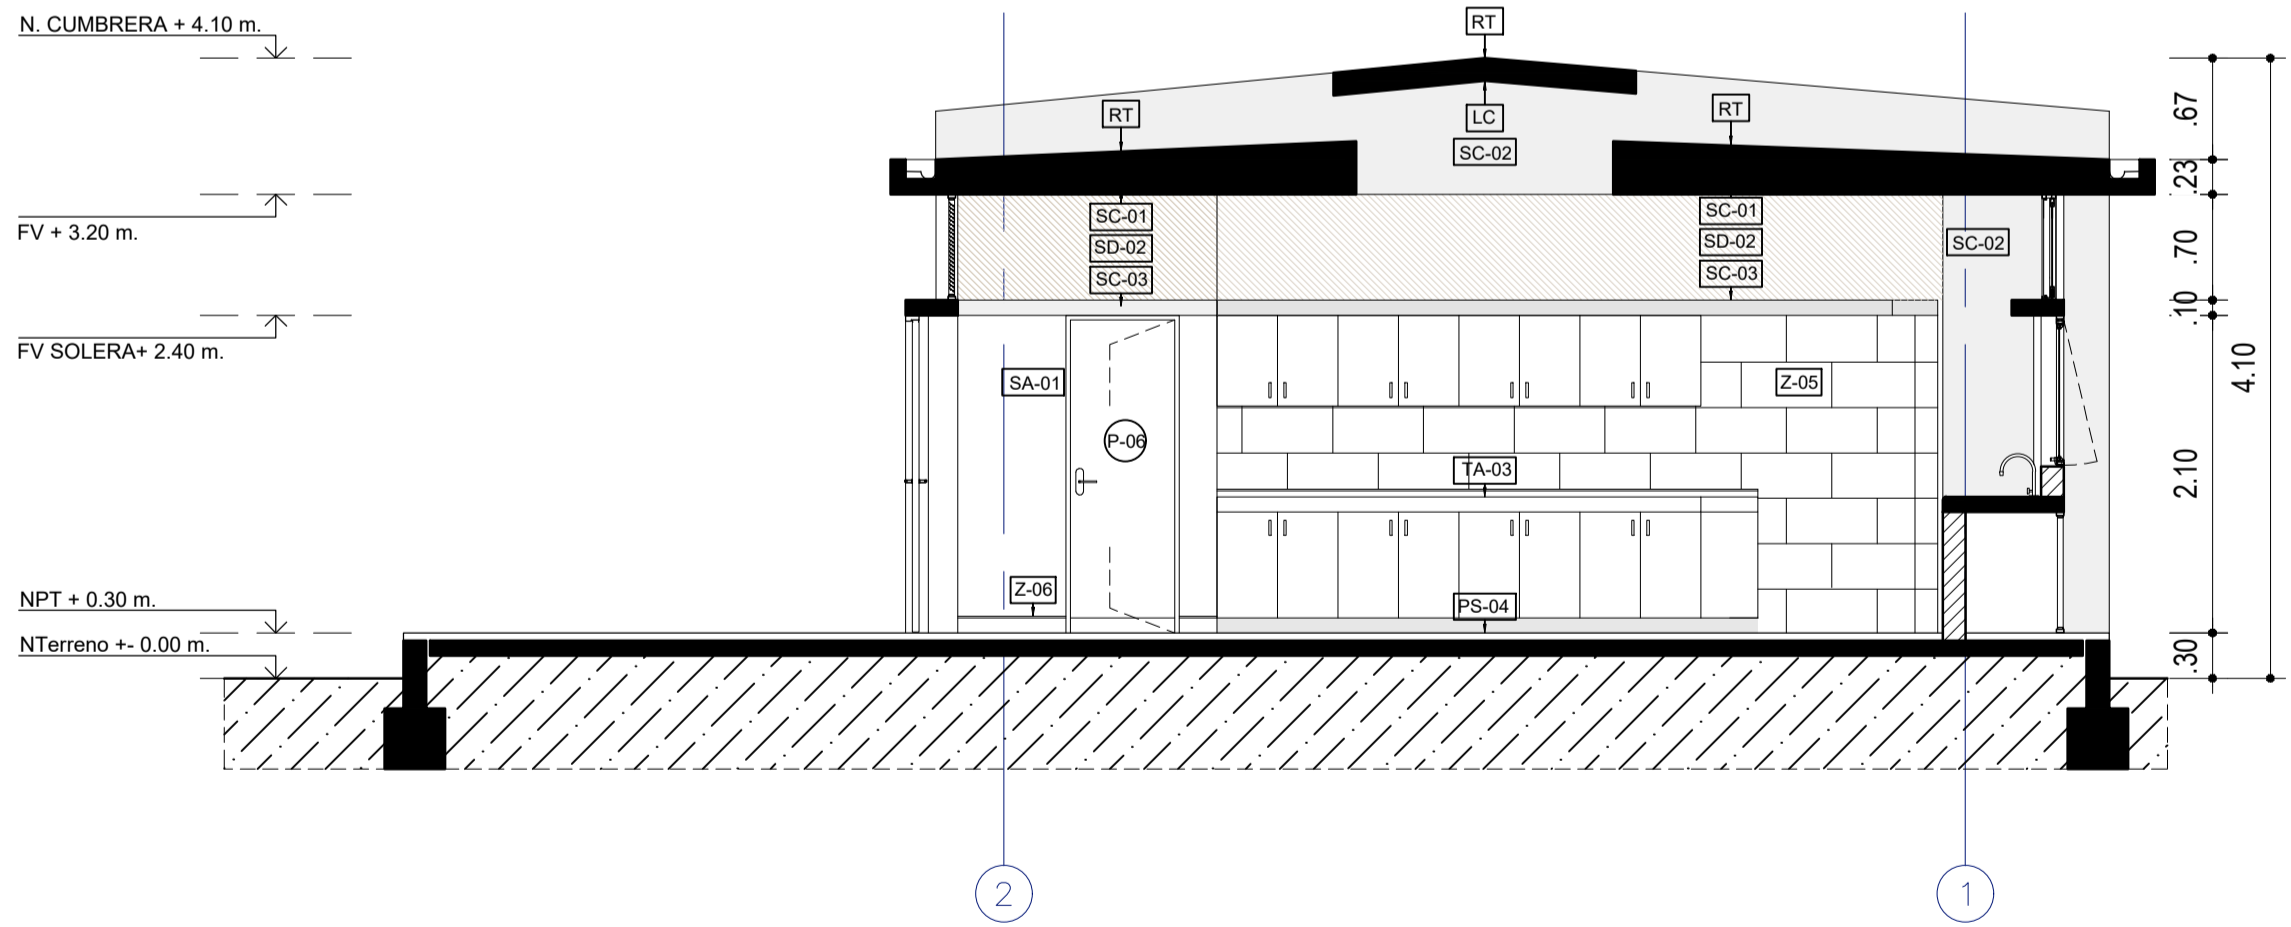 N. CUMBRERA + 4.10 m.
RT
.67
RT
RT
LC
SC-02
.23
FV + 3.20 m.
SC-01
SD-02
SC-03
SC-01
SD-02
SC-03
SC-02
.70
.10
FV SOLERA+ 2.40 m.
4.10
SA-01
Z-05
P-06
TA-03
2.10
Z-06
PS-04
NPT + 0.30 m.
NTerreno +- 0.00 m.
.30
2
1